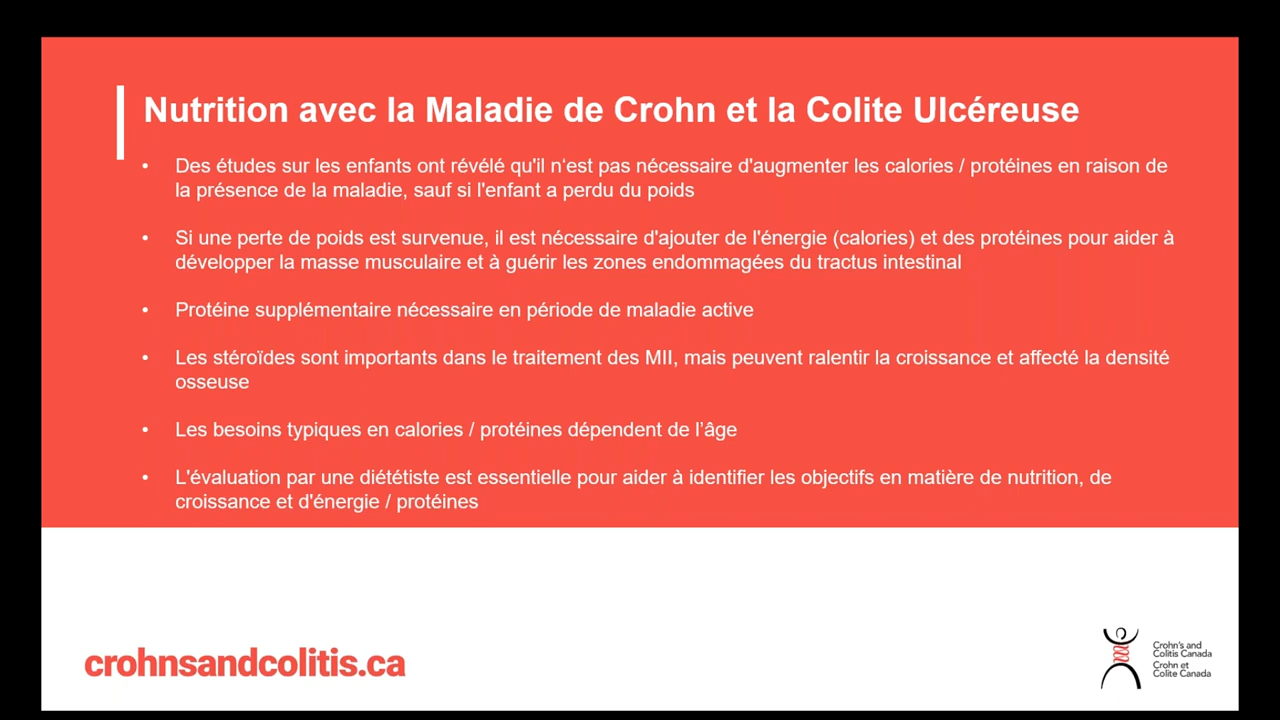 Nutrition avec la Maladie de Crohn et la Colite Ulcéreuse
• Des études sur les enfants ont révélé qu'il n‘est pas nécessaire d'augmenter les calories / protéines en raison de
la présence de la maladie, sauf si l'enfant a perdu du poids
• Si une perte de poids est survenue, il est nécessaire d'ajouter de l'énergie (calories) et des protéines pour aider à
développer la masse musculaire et à guérir les zones endommagées du tractus intestinal
• Protéine supplémentaire nécessaire en période de maladie active
• Les stéroïdes sont importants dans le traitement des MII, mais peuvent ralentir la croissance et affecté la densité
osseuse
• Les besoins typiques en calories / protéines dépendent de l’âge
• L'évaluation par une diététiste est essentielle pour aider à identifier les objectifs en matière de nutrition, de
croissance et d'énergie / protéines
crohnsandcolitis.ca
Crohn's and
Colitis Canada
Crohn et
Colite Canada